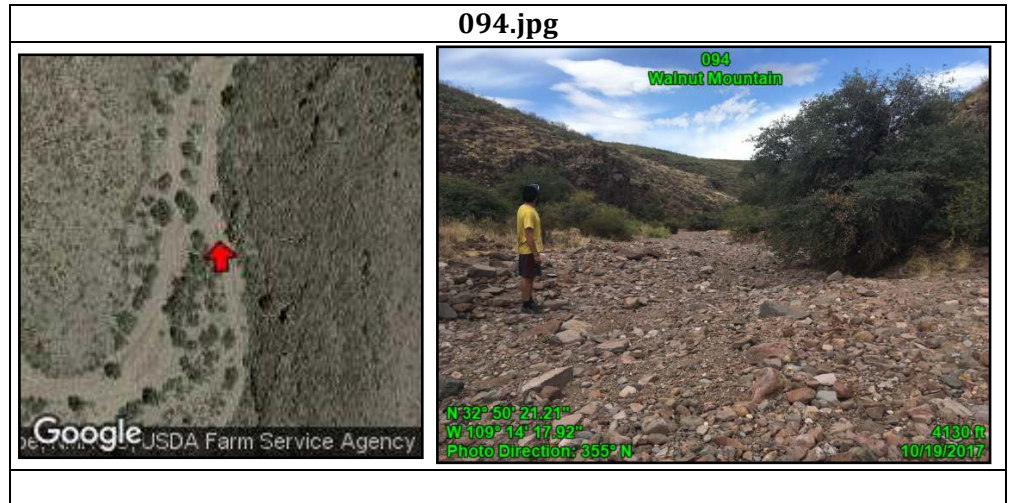 094.jpg
Google
USDA Farm Service Agency
094
Walnut Mountain
N 32° 50' 21.21"
W 109° 14' 17.92"
Photo Direction: 355° N
4130 ft
10/19/2017